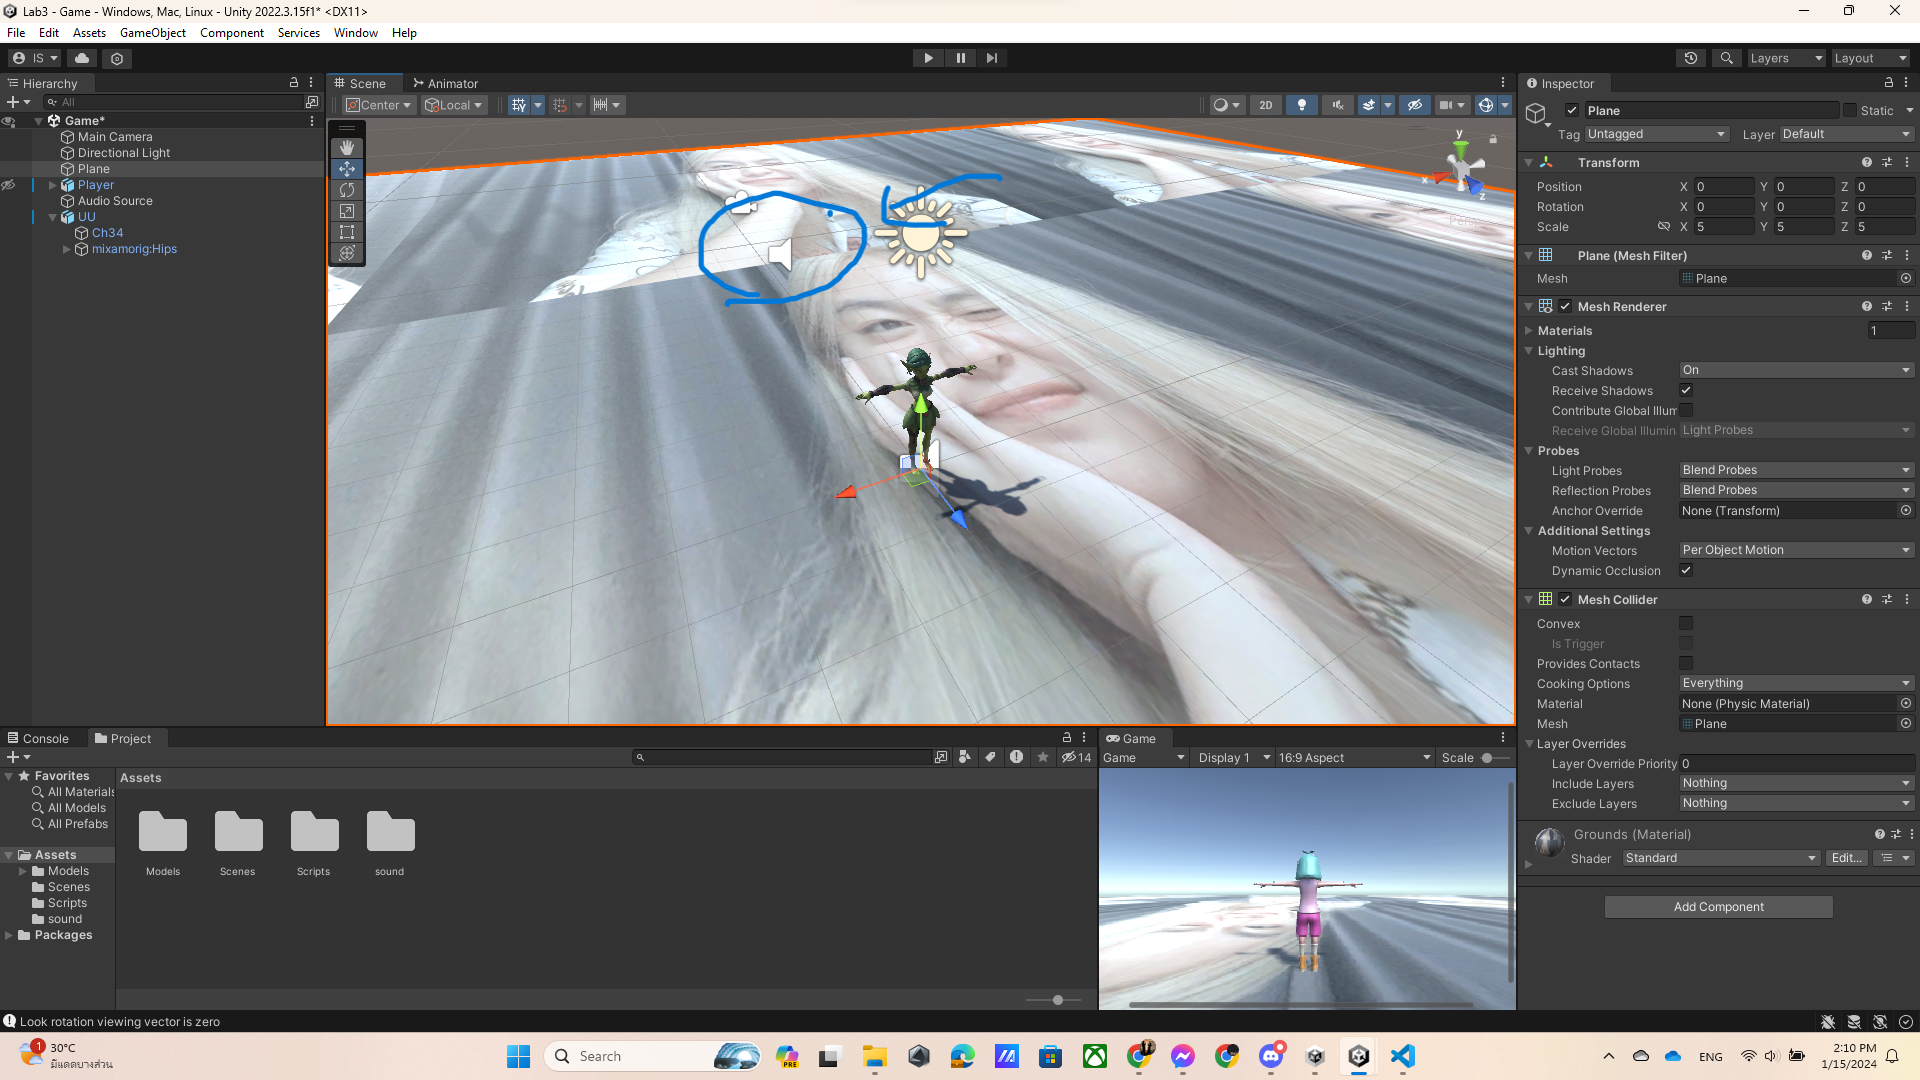 Lab3 - Game - Windows, Mac, Linux - Unity 2022.3.15f1* <DX11>
File Edit Assets GameObject Component Services Window Help
IS Layers Layout
Hierarchy
All
Game*
Main Camera
Directional Light
Plane
Player
Audio Source
UU
Ch34
mixamorig:Hips
Scene Animator
Center Local 2D
y
x
z
Persp
Inspector
Plane Static
Tag Untagged Layer Default
Transform
Position X 0 Y 0 Z 0
Rotation X 0 Y 0 Z 0
Scale X 5 Y 5 Z 5
Plane (Mesh Filter)
Mesh Plane
Mesh Renderer
Materials 1
Lighting
Cast Shadows On
Receive Shadows
Contribute Global Illum
Receive Global Illumin Light Probes
Probes
Light Probes Blend Probes
Reflection Probes Blend Probes
Anchor Override None (Transform)
Additional Settings
Motion Vectors Per Object Motion
Dynamic Occlusion
Mesh Collider
Convex
Is Trigger
Provides Contacts
Cooking Options Everything
Material None (Physic Material)
Mesh Plane
Layer Overrides
Layer Override Priority 0
Include Layers Nothing
Exclude Layers Nothing
Grounds (Material)
Shader Standard Edit...
Add Component
Console Project
14
Favorites
All Materials
All Models
All Prefabs
Assets
Models
Scenes
Scripts
sound
Packages
Assets
Models Scenes Scripts sound
Game
Game Display 1 16:9 Aspect Scale
Look rotation viewing vector is zero
1
30°C
มีแดดบางส่วน
Search
PRE
ENG
2:10 PM
1/15/2024